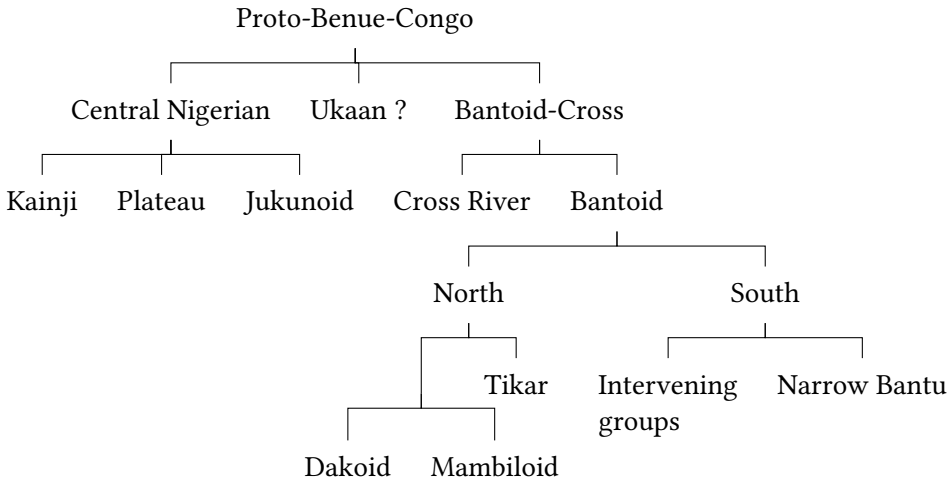 Proto-Benue-Congo
Central Nigerian Ukaan ? Bantoid-Cross
Kainji Plateau Jukunoid Cross River Bantoid
North South
Tikar Intervening Narrow Bantu
groups
Dakoid Mambiloid